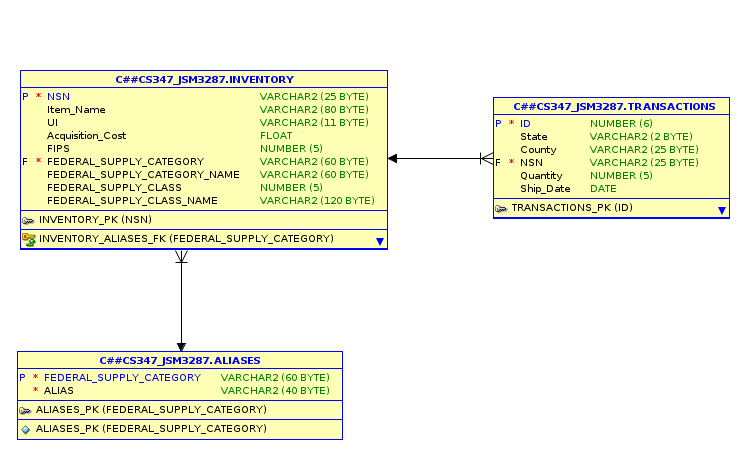 C##CS347_JSM3287.INVENTORY
P * NSN VARCHAR2 (25 BYTE)
Item_Name VARCHAR2 (80 BYTE)
UI VARCHAR2 (11 BYTE)
Acquisition_Cost FLOAT
FIPS NUMBER (5)
F * FEDERAL_SUPPLY_CATEGORY VARCHAR2 (60 BYTE)
FEDERAL_SUPPLY_CATEGORY_NAME VARCHAR2 (60 BYTE)
FEDERAL_SUPPLY_CLASS NUMBER (5)
FEDERAL_SUPPLY_CLASS_NAME VARCHAR2 (120 BYTE)
INVENTORY_PK (NSN)
INVENTORY_ALIASES_FK (FEDERAL_SUPPLY_CATEGORY)
C##CS347_JSM3287.TRANSACTIONS
P * ID NUMBER (6)
State VARCHAR2 (2 BYTE)
County VARCHAR2 (25 BYTE)
F * NSN VARCHAR2 (25 BYTE)
Quantity NUMBER (5)
Ship_Date DATE
TRANSACTIONS_PK (ID)
C##CS347_JSM3287.ALIASES
P * FEDERAL_SUPPLY_CATEGORY VARCHAR2 (60 BYTE)
* ALIAS VARCHAR2 (40 BYTE)
ALIASES_PK (FEDERAL_SUPPLY_CATEGORY)
ALIASES_PK (FEDERAL_SUPPLY_CATEGORY)